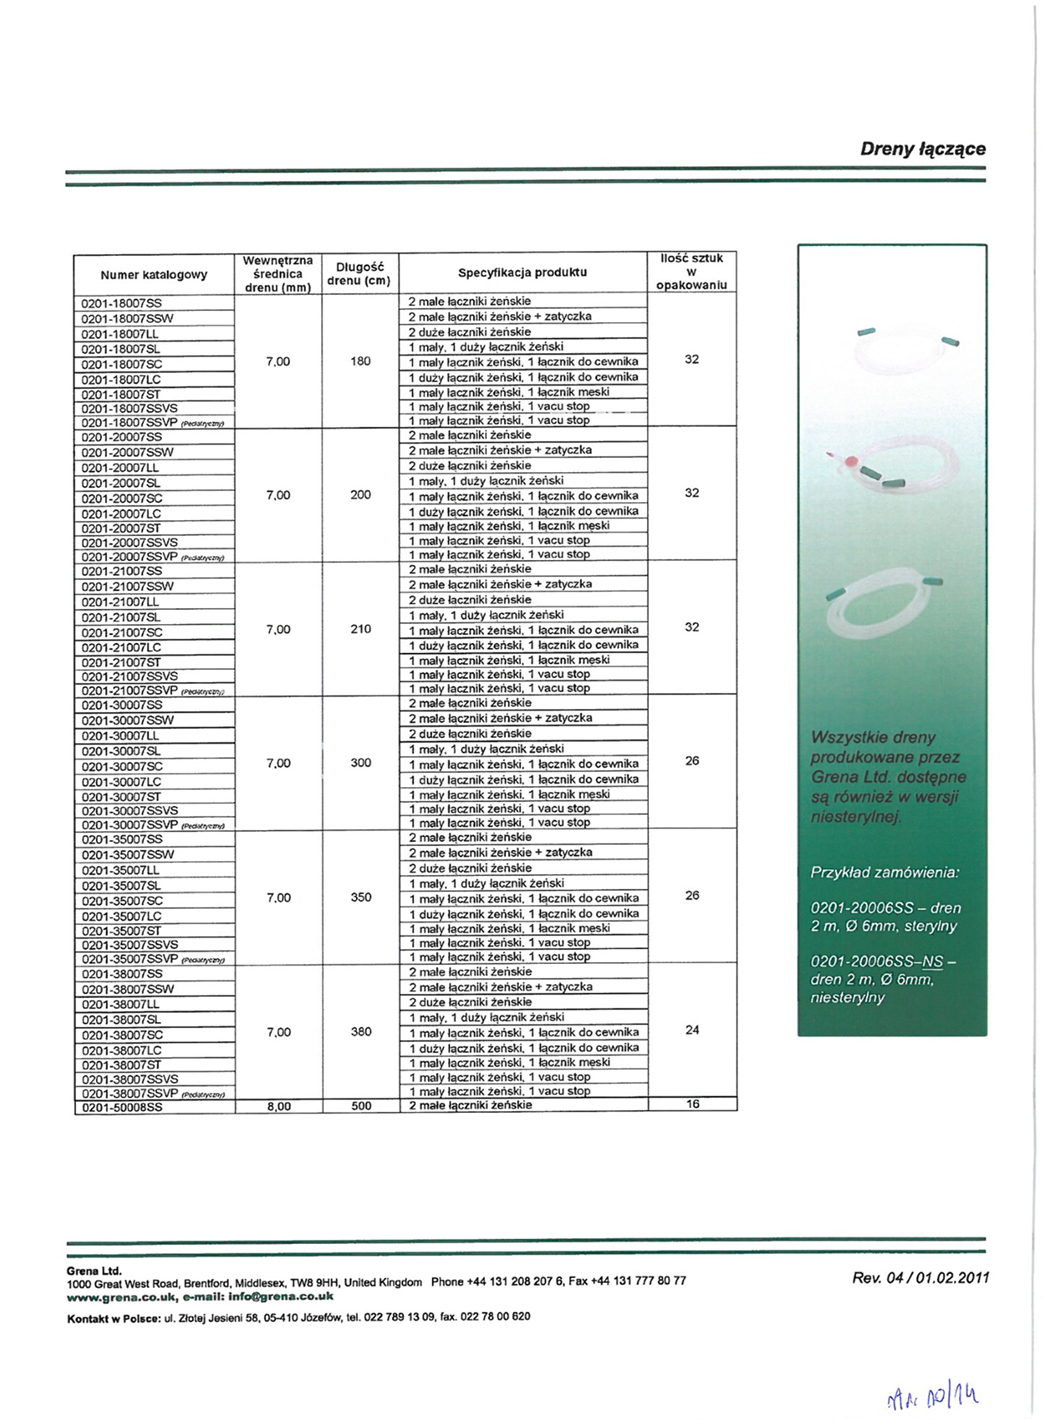 Dreny łączące
Numer katalogowy Wewnętrzna średnica drenu (mm) Długość drenu (cm) Specyfikacja produktu Ilość sztuk w opakowaniu
0201-18007SS 2 małe łączniki żeńskie
0201-18007SSW 2 małe łączniki żeńskie + zatyczka
0201-18007LL 2 duże łączniki żeńskie
0201-18007SL 1 mały, 1 duży łącznik żeński
0201-18007SC 7,00 180 1 mały łącznik żeński, 1 łącznik do cewnika 32
0201-18007LC 1 duży łącznik żeński, 1 łącznik do cewnika
0201-18007ST 1 mały łącznik żeński, 1 łącznik męski
0201-18007SSVS 1 mały łącznik żeński, 1 vacu stop
0201-18007SSVP (Pediatryczny) 1 mały łącznik żeński, 1 vacu stop
0201-20007SS 2 małe łączniki żeńskie
0201-20007SSW 2 małe łączniki żeńskie + zatyczka
0201-20007LL 2 duże łączniki żeńskie
0201-20007SL 1 mały, 1 duży łącznik żeński
0201-20007SC 7,00 200 1 mały łącznik żeński, 1 łącznik do cewnika 32
0201-20007LC 1 duży łącznik żeński, 1 łącznik do cewnika
0201-20007ST 1 mały łącznik żeński, 1 łącznik męski
0201-20007SSVS 1 mały łącznik żeński, 1 vacu stop
0201-20007SSVP (Pediatryczny) 1 mały łącznik żeński, 1 vacu stop
0201-21007SS 2 małe łączniki żeńskie
0201-21007SSW 2 małe łączniki żeńskie + zatyczka
0201-21007LL 2 duże łączniki żeńskie
0201-21007SL 1 mały, 1 duży łącznik żeński
0201-21007SC 7,00 210 1 mały łącznik żeński, 1 łącznik do cewnika 32
0201-21007LC 1 duży łącznik żeński, 1 łącznik do cewnika
0201-21007ST 1 mały łącznik żeński, 1 łącznik męski
0201-21007SSVS 1 mały łącznik żeński, 1 vacu stop
0201-21007SSVP (Pediatryczny) 1 mały łącznik żeński, 1 vacu stop
0201-30007SS 2 małe łączniki żeńskie
0201-30007SSW 2 małe łączniki żeńskie + zatyczka
0201-30007LL 2 duże łączniki żeńskie
0201-30007SL 1 mały, 1 duży łącznik żeński
0201-30007SC 7,00 300 1 mały łącznik żeński, 1 łącznik do cewnika 26
0201-30007LC 1 duży łącznik żeński, 1 łącznik do cewnika
0201-30007ST 1 mały łącznik żeński, 1 łącznik męski
0201-30007SSVS 1 mały łącznik żeński, 1 vacu stop
0201-30007SSVP (Pediatryczny) 1 mały łącznik żeński, 1 vacu stop
0201-35007SS 2 małe łączniki żeńskie
0201-35007SSW 2 małe łączniki żeńskie + zatyczka
0201-35007LL 2 duże łączniki żeńskie
0201-35007SL 1 mały, 1 duży łącznik żeński
0201-35007SC 7,00 350 1 mały łącznik żeński, 1 łącznik do cewnika 26
0201-35007LC 1 duży łącznik żeński, 1 łącznik do cewnika
0201-35007ST 1 mały łącznik żeński, 1 łącznik męski
0201-35007SSVS 1 mały łącznik żeński, 1 vacu stop
0201-35007SSVP (Pediatryczny) 1 mały łącznik żeński, 1 vacu stop
0201-38007SS 2 małe łączniki żeńskie
0201-38007SSW 2 małe łączniki żeńskie + zatyczka
0201-38007LL 2 duże łączniki żeńskie
0201-38007SL 1 mały, 1 duży łącznik żeński
0201-38007SC 7,00 380 1 mały łącznik żeński, 1 łącznik do cewnika 24
0201-38007LC 1 duży łącznik żeński, 1 łącznik do cewnika
0201-38007ST 1 mały łącznik żeński, 1 łącznik męski
0201-38007SSVS 1 mały łącznik żeński, 1 vacu stop
0201-38007SSVP (Pediatryczny) 1 mały łącznik żeński, 1 vacu stop
0201-50008SS 8,00 500 2 małe łączniki żeńskie 16
Wszystkie dreny
produkowane przez
Grena Ltd. dostępne
są również w wersji
niesterylnej.
Przykład zamówienia:
0201-20006SS – dren
2 m, Ø 6mm, sterylny
0201-20006SS–NS –
dren 2 m, Ø 6mm,
niesterylny
Grena Ltd.
1000 Great West Road, Brentford, Middlesex, TW8 9HH, United Kingdom Phone +44 131 208 207 6, Fax +44 131 777 80 77
www.grena.co.uk, e-mail: info@grena.co.uk
Kontakt w Polsce: ul. Złotej Jesieni 58, 05-410 Józefów, tel. 022 789 13 09, fax. 022 78 00 620
Rev. 04 / 01.02.2011